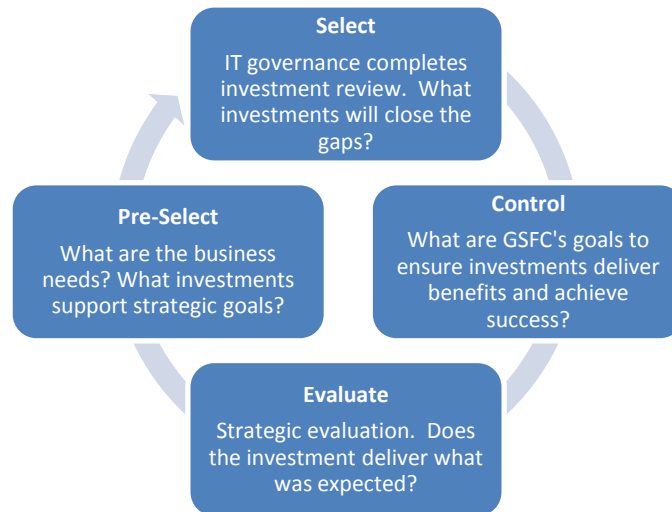 Select
IT governance completes
investment review.  What
investments will close the
gaps?
Pre-Select
What are the business
needs? What investments
support strategic goals?
Control
What are GSFC's goals to
ensure investments deliver
benefits and achieve
success?
Evaluate
Strategic evaluation.  Does
the investment deliver what
was expected?